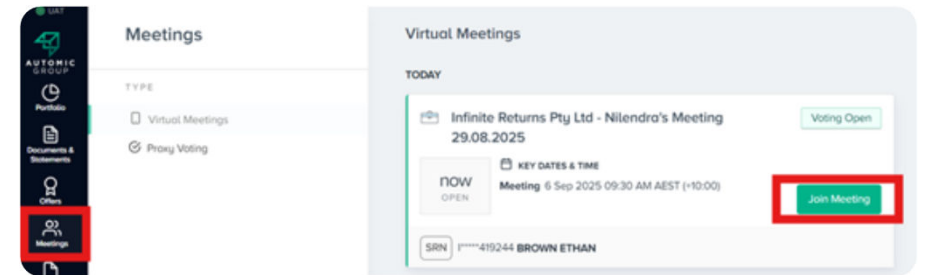 UAT
AUTOMIC
GROUP
Portfolio
Documents &
Statements
Offers
Meetings
Meetings
TYPE
Virtual Meetings
Proxy Voting
Virtual Meetings
TODAY
Infinite Returns Pty Ltd - Nilendra's Meeting
29.08.2025
Voting Open
now
OPEN
KEY DATES & TIME
Meeting 6 Sep 2025 09:30 AM AEST (+10:00)
Join Meeting
SRN I*****419244 BROWN ETHAN